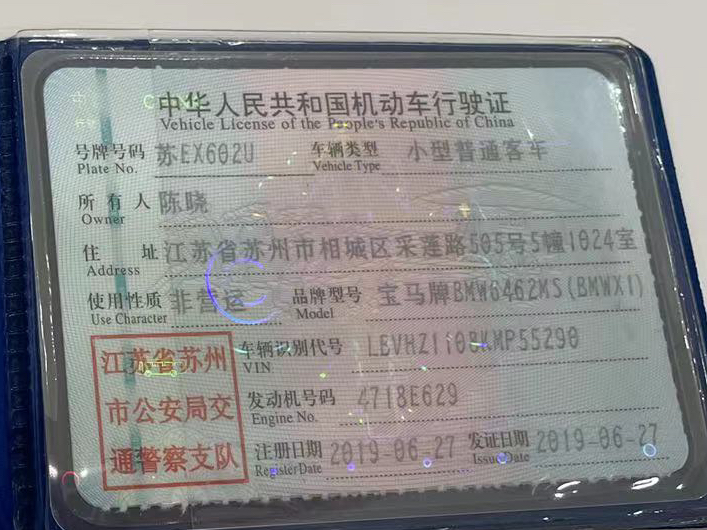 中华人民共和国机动车行驶证
Vehicle License of the People's Republic of China
号牌号码 苏EX602U 车辆类型 小型普通客车
Plate No. Vehicle Type
所有人 陈晓
Owner
住址 江苏省苏州市相城区采莲路505号5幢1024室
Address
使用性质 非营运 品牌型号 宝马牌BMW6462MS(BMWX1)
Use Character Model
江苏省苏州 车辆识别代号 LBVHZ1108KMP55290
VIN
市公安局交 发动机号码 4718E629
Engine No.
通警察支队 注册日期 2019-06-27 发证日期 2019-06-27
RegisterDate IssueDate